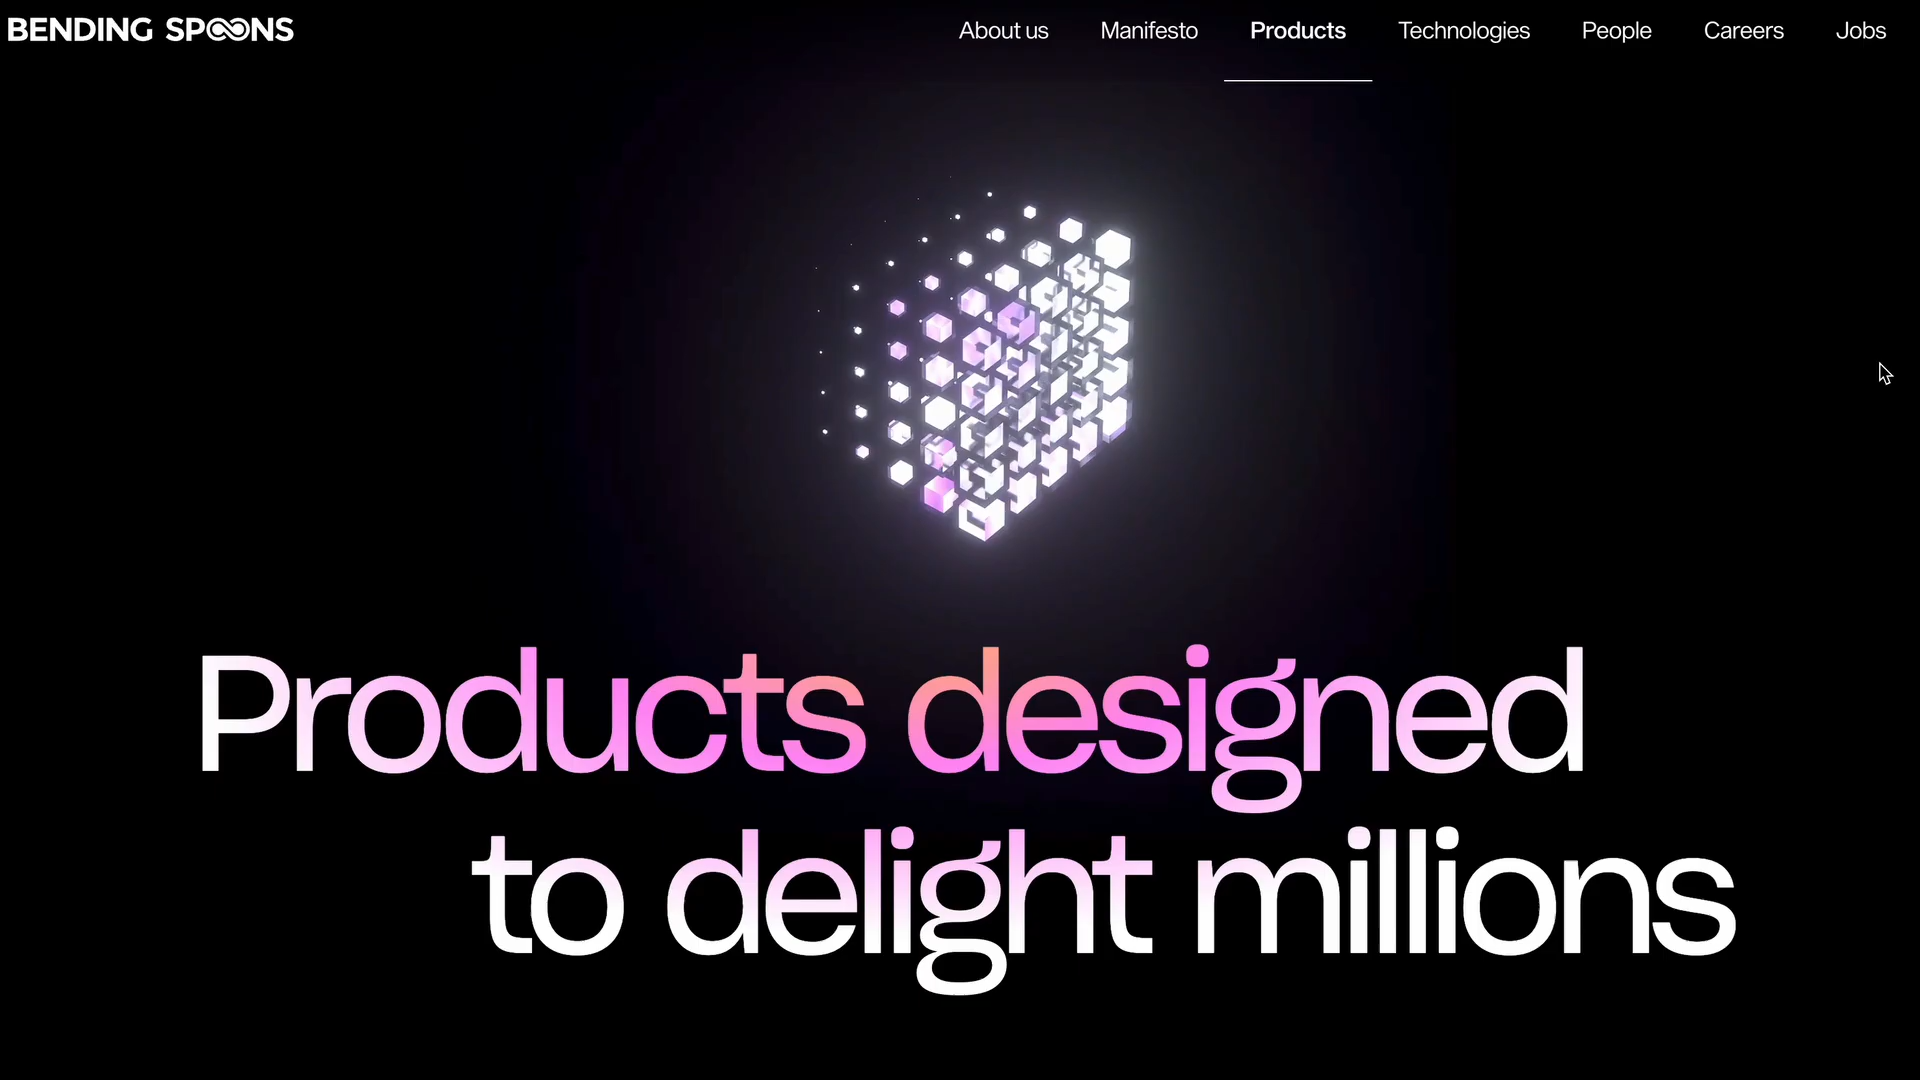 BENDING SPOONS
About us
Manifesto
Products
Technologies
People
Careers
Jobs
Products designed
to delight millions